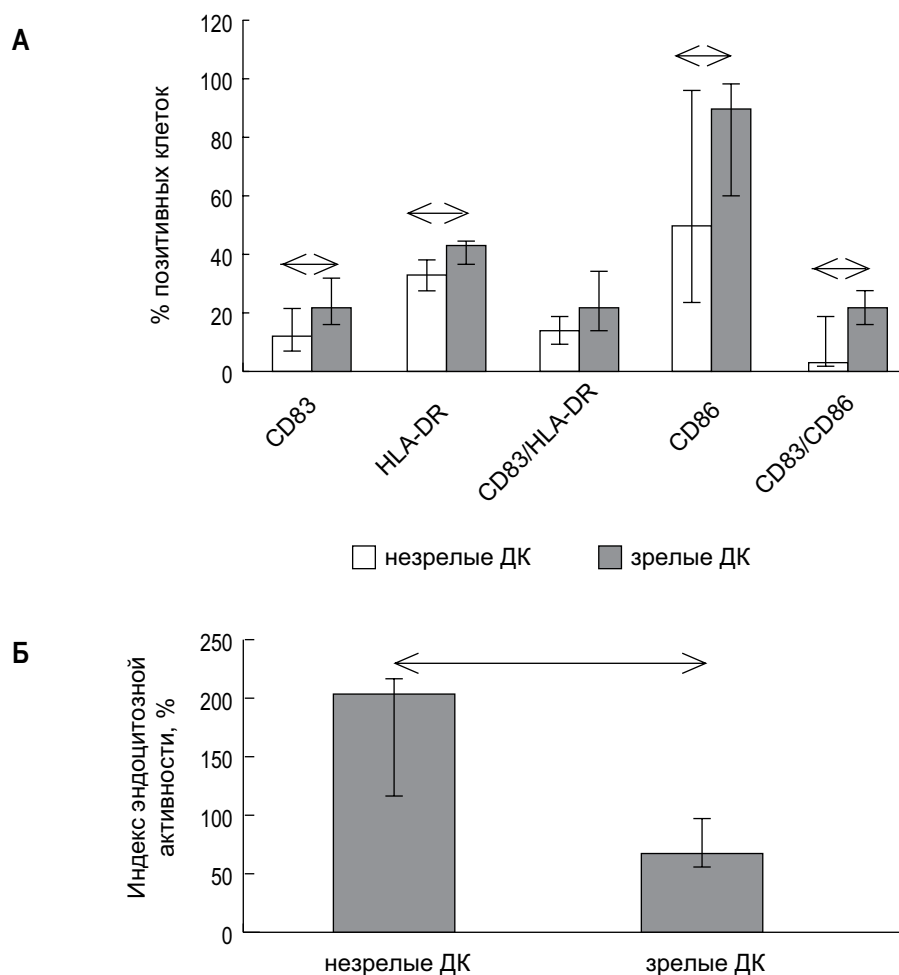 А
% позитивных клеток
120
100
80
60
40
20
0
CD83
HLA-DR
CD83/HLA-DR
CD86
CD83/CD86
незрелые ДК
зрелые ДК
Б
Индекс эндоцитозной
активности, %
250
200
150
100
50
0
незрелые ДК
зрелые ДК